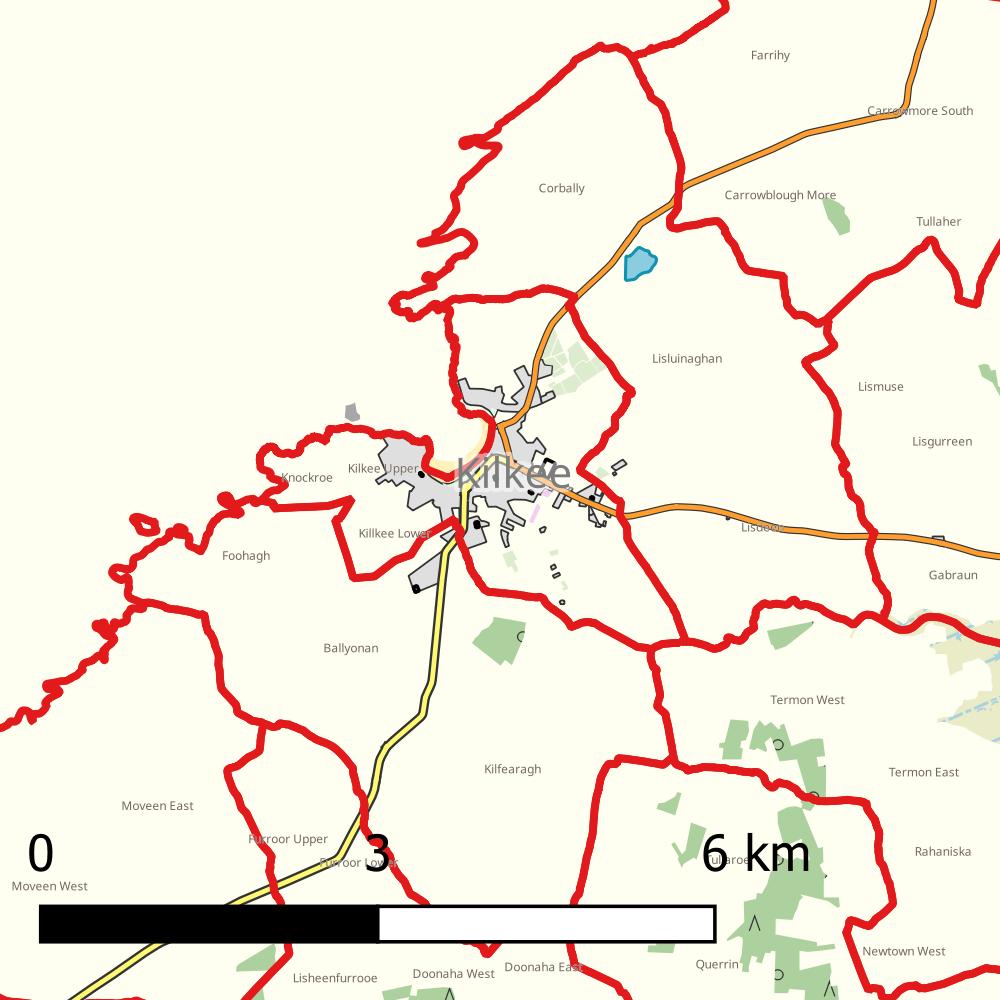 Farrihy
Carrowmore South
Corbally
Carrowblough More
Tullaher
Lisluinaghan
Lismuse
Lisgurreen
Kilkee Upper
Knockroe
Kilkee
Killkee Lower
Lisdeen
Foohagh
Gabraun
Ballyonan
Termon West
Kilfearagh
Termon East
Moveen East
Furroor Upper
Furroor Lower
0 3 6 km
Tullaroe
Rahaniska
Moveen West
Newtown West
Querrin
Doonaha East
Doonaha West
Lisheenfurrooe